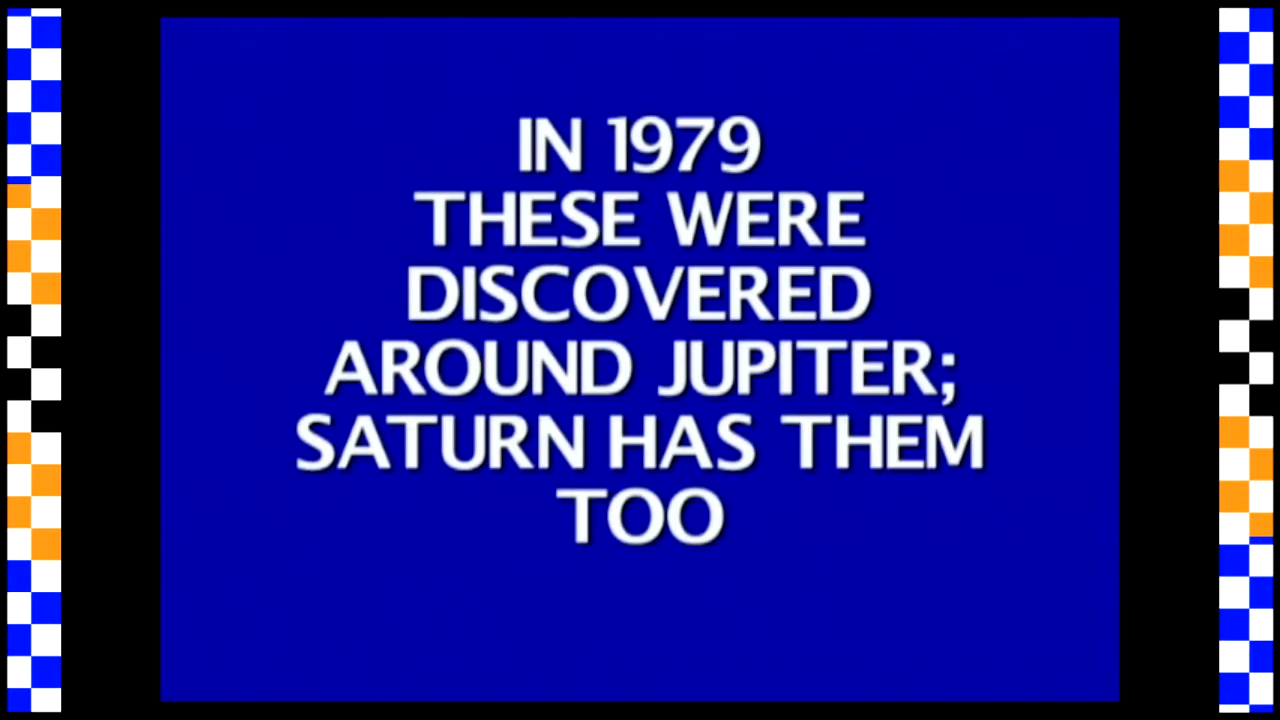 IN 1979
THESE WERE
DISCOVERED
AROUND JUPITER;
SATURN HAS THEM
TOO